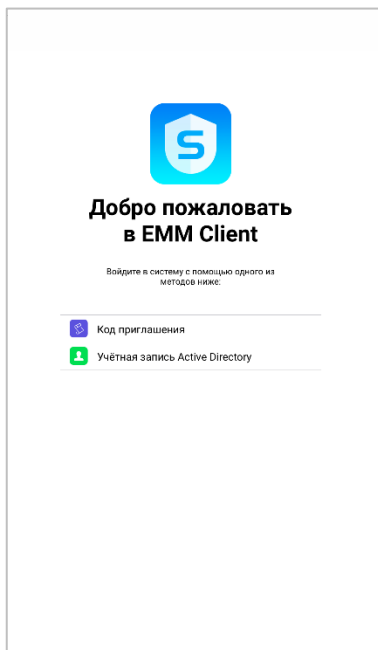 S
Добро пожаловать
в EMM Client
Войдите в систему с помощью одного из
методов ниже:
Код приглашения
Учётная запись Active Directory